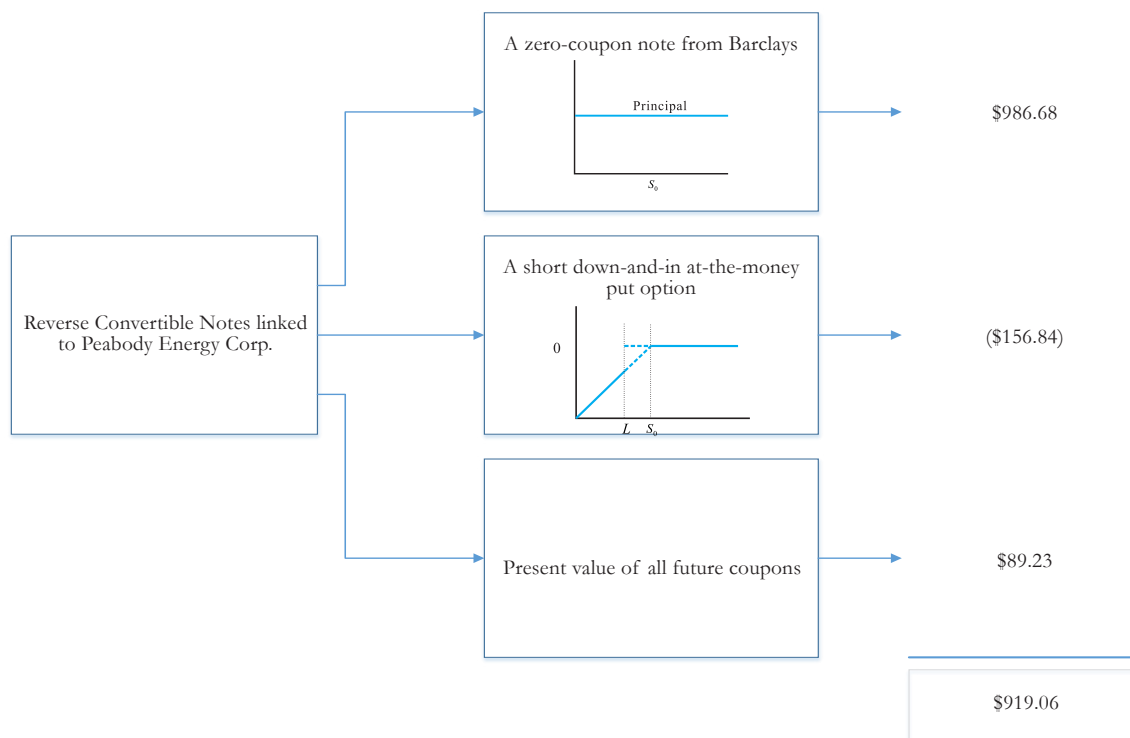 A zero-coupon note from Barclays
Principal
S₀
$986.68
Reverse Convertible Notes linked
to Peabody Energy Corp.
A short down-and-in at-the-money
put option
0
L S₀
($156.84)
Present value of all future coupons
$89.23
$919.06